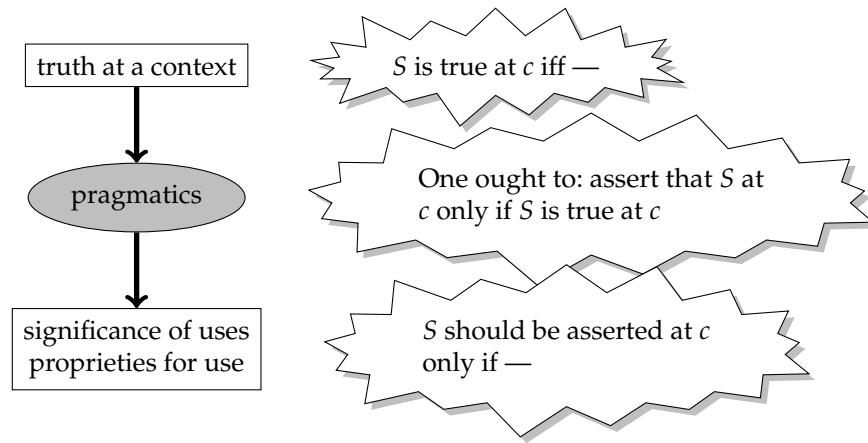 truth at a context
S is true at c iff —
pragmatics
One ought to: assert that S at
c only if S is true at c
significance of uses
proprieties for use
S should be asserted at c
only if —